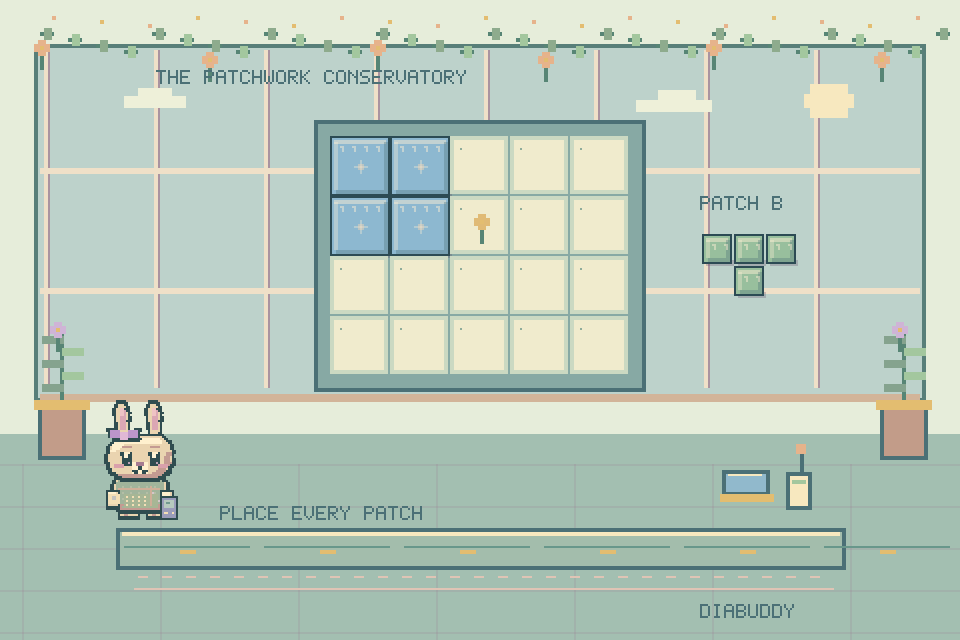 THE PATCHWORK CONSERVATORY
PATCH B
PLACE EVERY PATCH
DIABUDDY